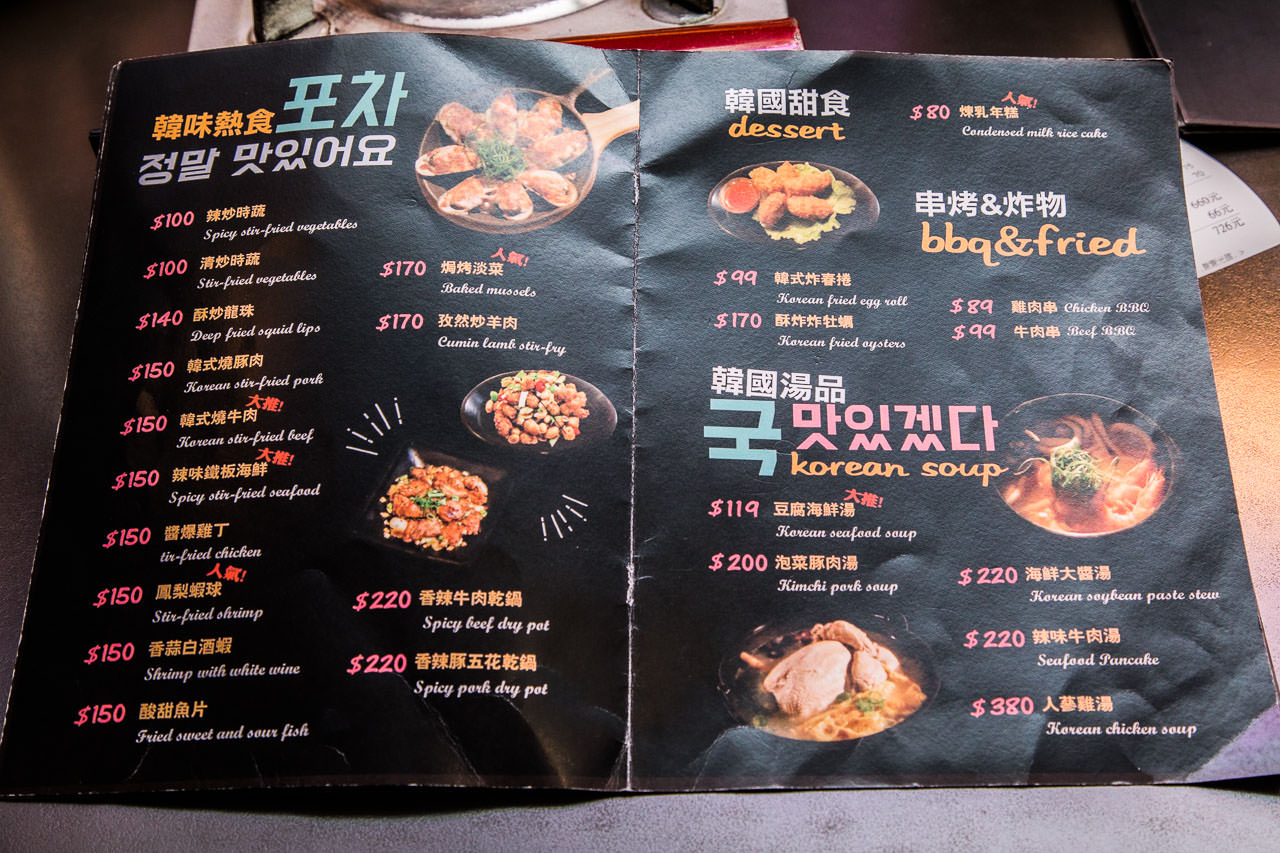 韓味熱食 포차
정말 맛있어요
$100 辣炒時蔬
Spicy stir-fried vegetables
$100 清炒時蔬
Stir-fried vegetables
$140 酥炒龍珠
Deep fried squid lips
$150 韓式燒豚肉
Korean stir-fried pork
$150 韓式燒牛肉 大推!
Korean stir-fried beef
$150 辣味鐵板海鮮 大推!
Spicy stir-fried seafood
$150 醬爆雞丁
tir-fried chicken
$150 鳳梨蝦球 人氣!
Stir-fried shrimp
$150 香蒜白酒蝦
Shrimp with white wine
$150 酸甜魚片
Fried sweet and sour fish
$170 焗烤淡菜 人氣!
Baked mussels
$170 孜然炒羊肉
Cumin lamb stir-fry
$220 香辣牛肉乾鍋
Spicy beef dry pot
$220 香辣豚五花乾鍋
Spicy pork dry pot
韓國甜食
dessert
$80 煉乳年糕 人氣!
Condensed milk rice cake
串烤&炸物
bbq&fried
$99 韓式炸春捲
Korean fried egg roll
$170 酥炸炸牡蠣
Korean fried oysters
$89 雞肉串 Chicken BBQ
$99 牛肉串 Beef BBQ
韓國湯品
국 맛있겠다
korean soup
$119 豆腐海鮮湯 大推!
Korean seafood soup
$200 泡菜豚肉湯
Kimchi pork soup
$220 海鮮大醬湯
Korean soybean paste stew
$220 辣味牛肉湯
Seafood Pancake
$380 人蔘雞湯
Korean chicken soup
660元
66元
726元